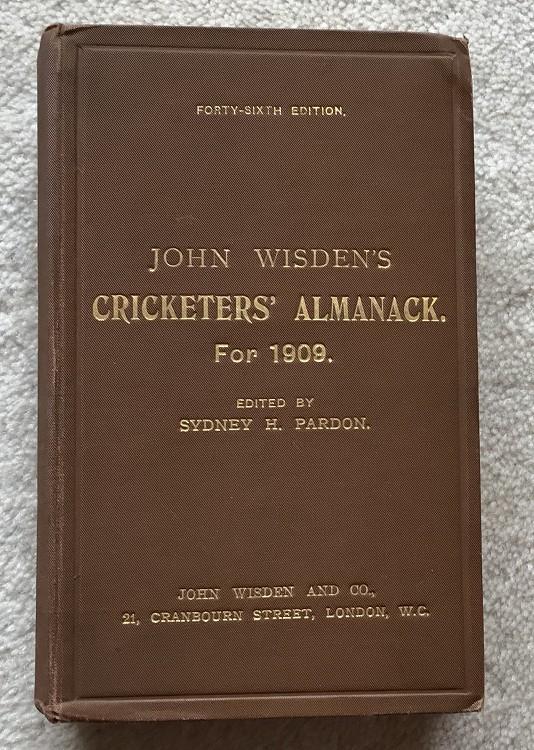 FORTY-SIXTH EDITION.
JOHN WISDEN'S
CRICKETERS' ALMANACK.
For 1909.
EDITED BY
SYDNEY H. PARDON.
JOHN WISDEN AND CO.,
21, CRANBOURN STREET, LONDON, W.C.